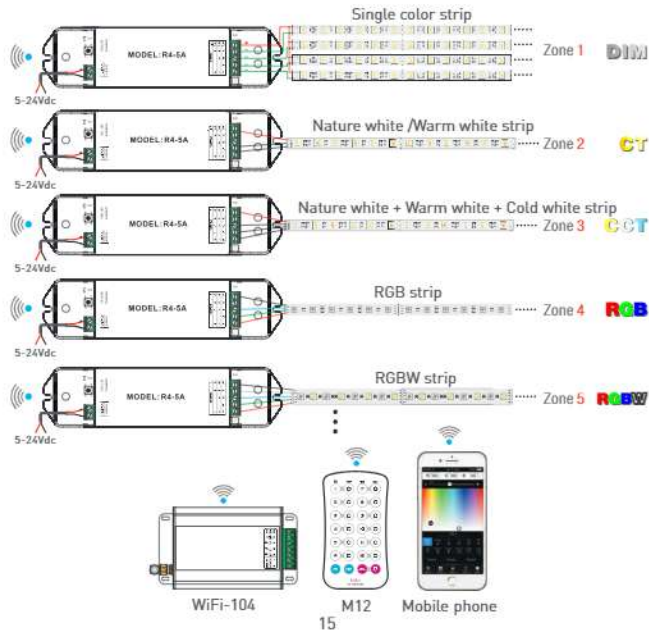 Single color strip
MODEL: R4-5A
Zone 1
DIM
5-24Vdc
Nature white /Warm white strip
MODEL: R4-5A
Zone 2
CT
5-24Vdc
Nature white + Warm white + Cold white strip
MODEL: R4-5A
Zone 3
CCT
5-24Vdc
RGB strip
MODEL: R4-5A
Zone 4
RGB
5-24Vdc
RGBW strip
MODEL: R4-5A
Zone 5
RGBW
5-24Vdc
WiFi-104
M12
Mobile phone
15